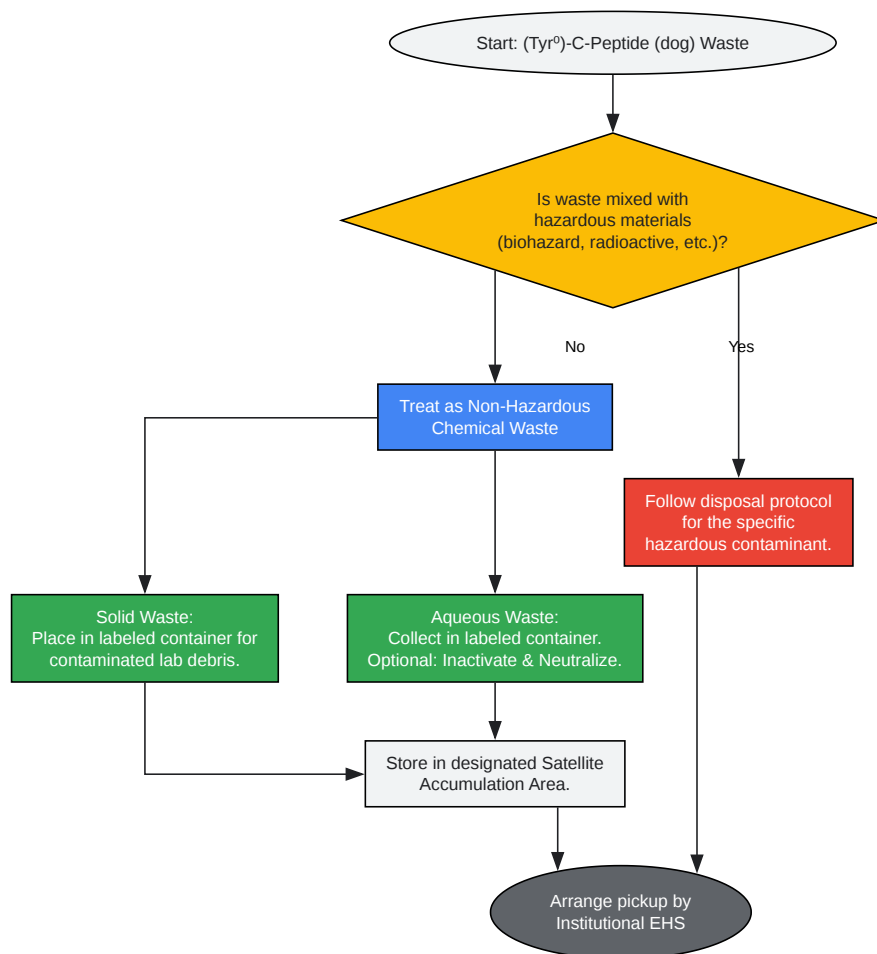 Start: (Tyr⁰)-C-Peptide (dog) Waste
Is waste mixed with
hazardous materials
(biohazard, radioactive, etc.)?
No
Yes
Treat as Non-Hazardous
Chemical Waste
Follow disposal protocol
for the specific
hazardous contaminant.
Solid Waste:
Place in labeled container for
contaminated lab debris.
Aqueous Waste:
Collect in labeled container.
Optional: Inactivate & Neutralize.
Store in designated Satellite
Accumulation Area.
Arrange pickup by
Institutional EHS